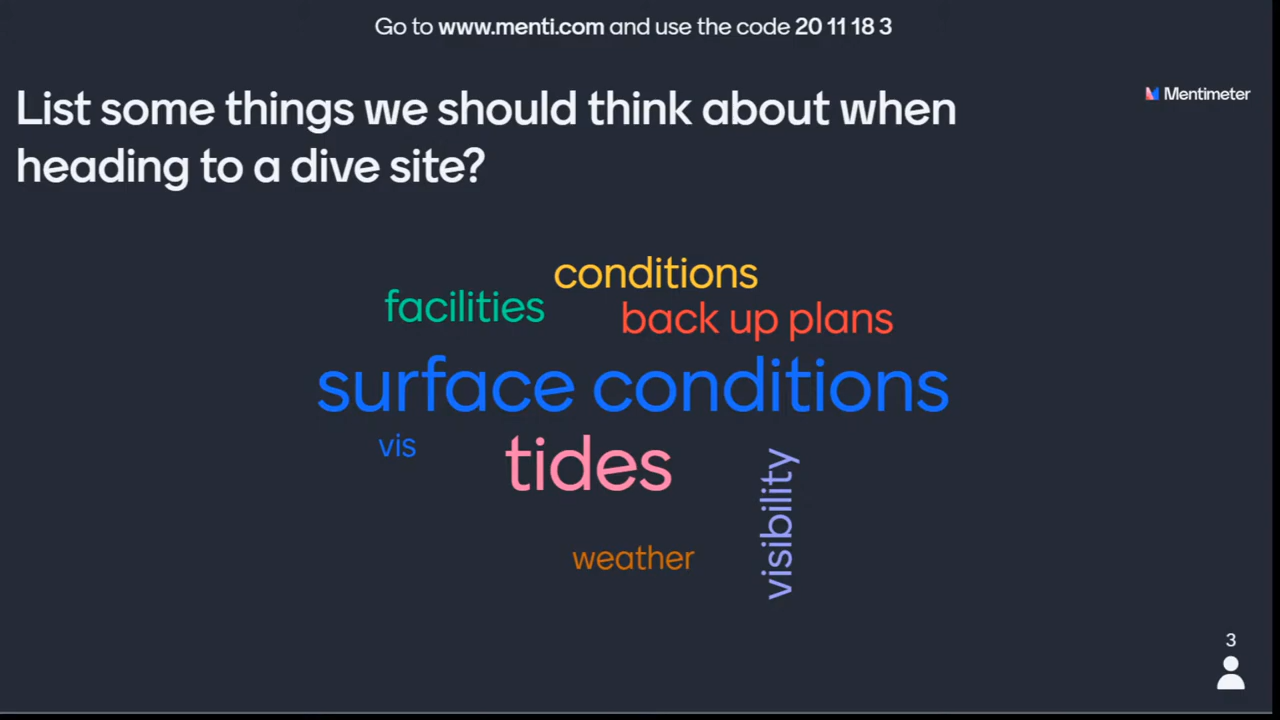 Go to www.menti.com and use the code 20 11 18 3
List some things we should think about when
heading to a dive site?
Mentimeter
conditions
facilities
back up plans
surface conditions
vis
tides
visibility
weather
3